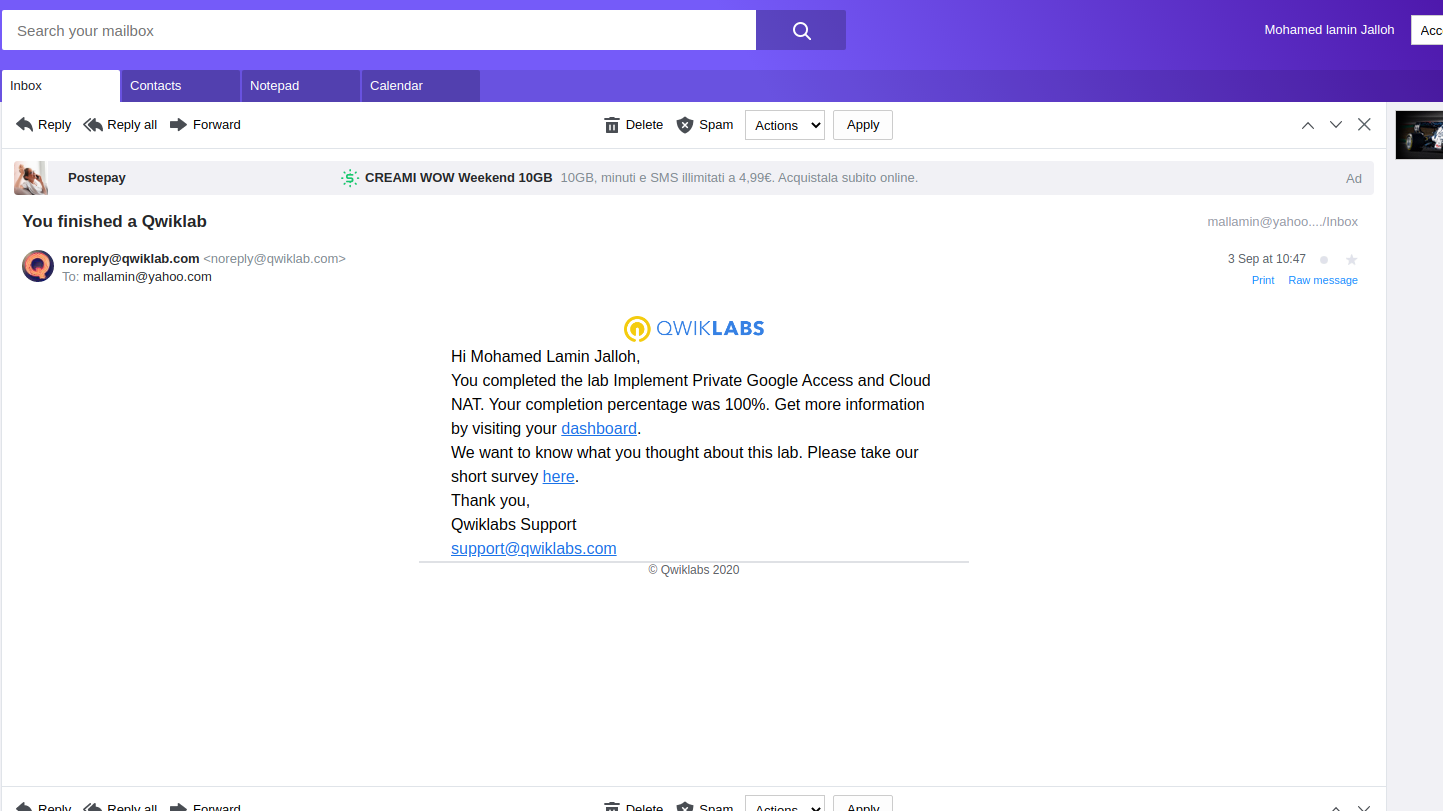 Search your mailbox
Mohamed lamin Jalloh
Acc
Inbox
Contacts
Notepad
Calendar
Reply
Reply all
Forward
Delete
Spam
Actions
Apply
Postepay
CREAMI WOW Weekend 10GB 10GB, minuti e SMS illimitati a 4,99€. Acquistala subito online.
Ad
You finished a Qwiklab
mallamin@yahoo..../Inbox
noreply@qwiklab.com <noreply@qwiklab.com>
3 Sep at 10:47
To: mallamin@yahoo.com
Print
Raw message
QWIKLABS
Hi Mohamed Lamin Jalloh,
You completed the lab Implement Private Google Access and Cloud
NAT. Your completion percentage was 100%. Get more information
by visiting your dashboard.
We want to know what you thought about this lab. Please take our
short survey here.
Thank you,
Qwiklabs Support
support@qwiklabs.com
© Qwiklabs 2020
Reply
Reply all
Forward
Delete
Spam
Actions
Apply